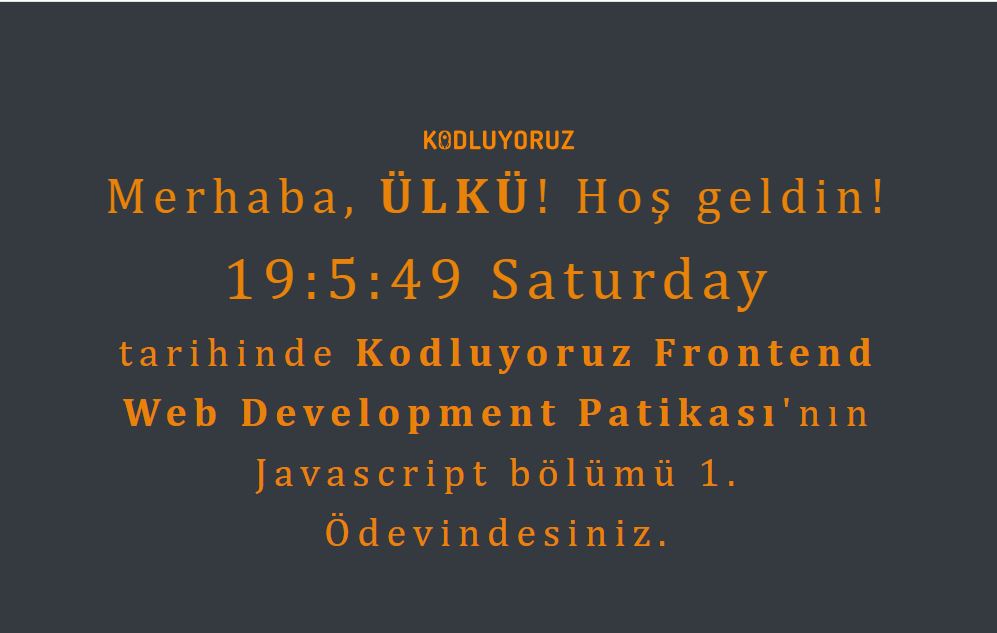 KODLUYORUZ
Merhaba, ÜLKÜ! Hoş geldin!
19:5:49 Saturday
tarihinde Kodluyoruz Frontend
Web Development Patikası'nın
Javascript bölümü 1.
Ödevindesiniz.